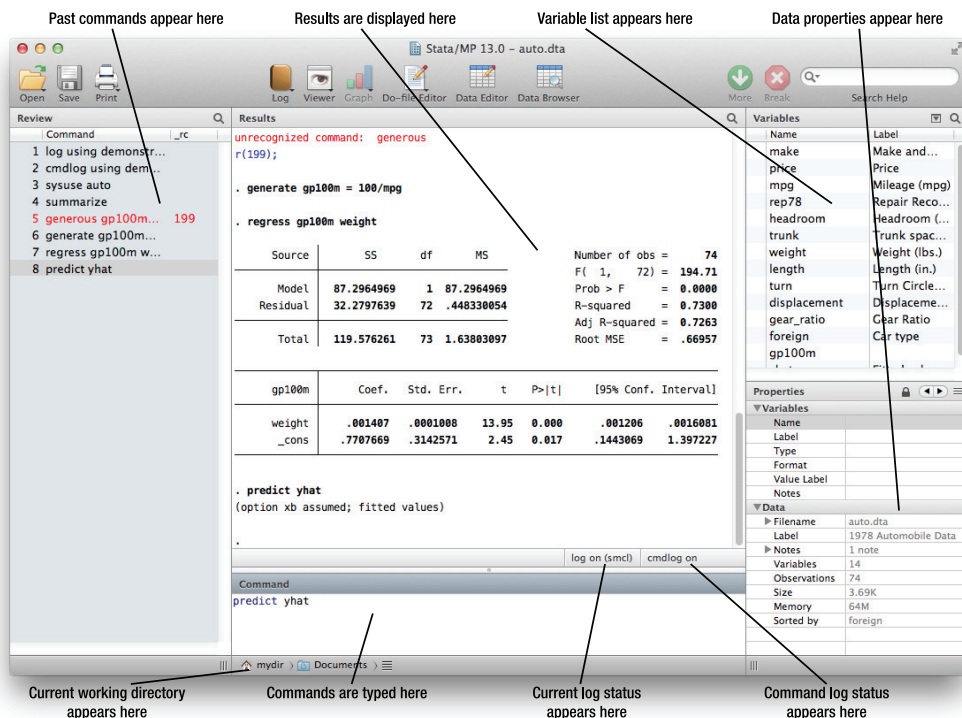 Past commands appear here
Results are displayed here
Variable list appears here
Data properties appear here
Stata/MP 13.0 – auto.dta
Open Save Print
Log Viewer Graph Do-file Editor Data Editor Data Browser
More Break Search Help
Review
Command _rc
1 log using demonstr...
2 cmdlog using dem...
3 sysuse auto
4 summarize
5 generous gp100m... 199
6 generate gp100m...
7 regress gp100m w...
8 predict yhat
Results
unrecognized command: generous
r(199);
. generate gp100m = 100/mpg
. regress gp100m weight
Source SS df MS
Model 87.2964969 1 87.2964969
Residual 32.2797639 72 .448330054
Total 119.576261 73 1.63803097
Number of obs = 74
F( 1, 72) = 194.71
Prob > F = 0.0000
R-squared = 0.7300
Adj R-squared = 0.7263
Root MSE = .66957
gp100m Coef. Std. Err. t P>|t| [95% Conf. Interval]
weight .001407 .0001008 13.95 0.000 .001206 .0016081
_cons .7707669 .3142571 2.45 0.017 .1443069 1.397227
. predict yhat
(option xb assumed; fitted values)
.
log on (smcl) cmdlog on
Command
predict yhat
mydir Documents
Variables
Name Label
make Make and...
price Price
mpg Mileage (mpg)
rep78 Repair Reco...
headroom Headroom (...
trunk Trunk spac...
weight Weight (lbs.)
length Length (in.)
turn Turn Circle...
displacement Displaceme...
gear_ratio Gear Ratio
foreign Car type
gp100m
Properties
Variables
Name
Label
Type
Format
Value Label
Notes
Data
Filename auto.dta
Label 1978 Automobile Data
Notes 1 note
Variables 14
Observations 74
Size 3.69K
Memory 64M
Sorted by foreign
Current working directory
appears here
Commands are typed here
Current log status
appears here
Command log status
appears here